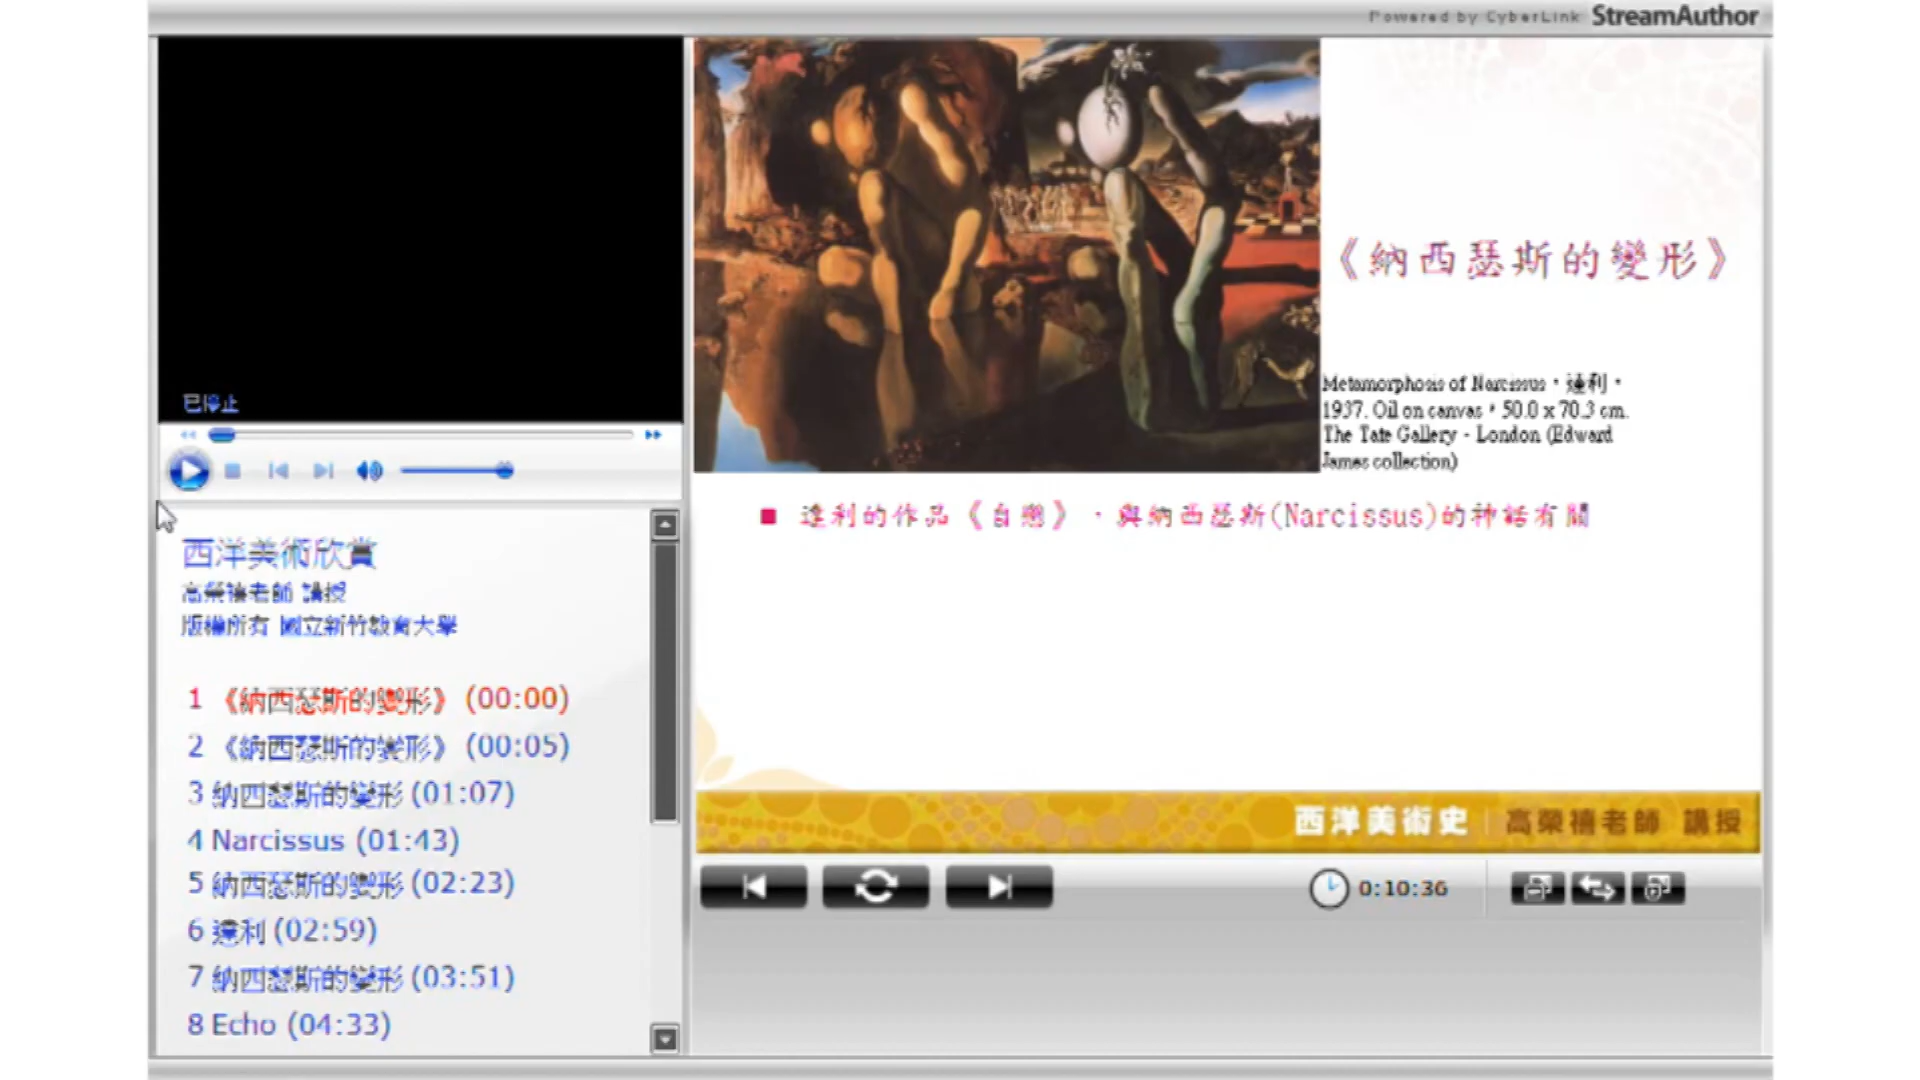 Powered by CyberLink StreamAuthor
已停止
西洋美術欣賞
高榮禧老師 講授
版權所有 國立新竹教育大學
1 《納西瑟斯的變形》 (00:00)
2 《納西瑟斯的變形》 (00:05)
3 納西瑟斯的變形 (01:07)
4 Narcissus (01:43)
5 納西瑟斯的變形 (02:23)
6 達利 (02:59)
7 納西瑟斯的變形 (03:51)
8 Echo (04:33)
《納西瑟斯的變形》
Metamorphosis of Narcissus，達利，
1937. Oil on canvas，50.0 x 70.3 cm.
The Tate Gallery - London (Edward
James collection)
■ 達利的作品《自戀》，與納西瑟斯(Narcissus)的神話有關
西洋美術史 | 高榮禧老師 講授
0:10:36